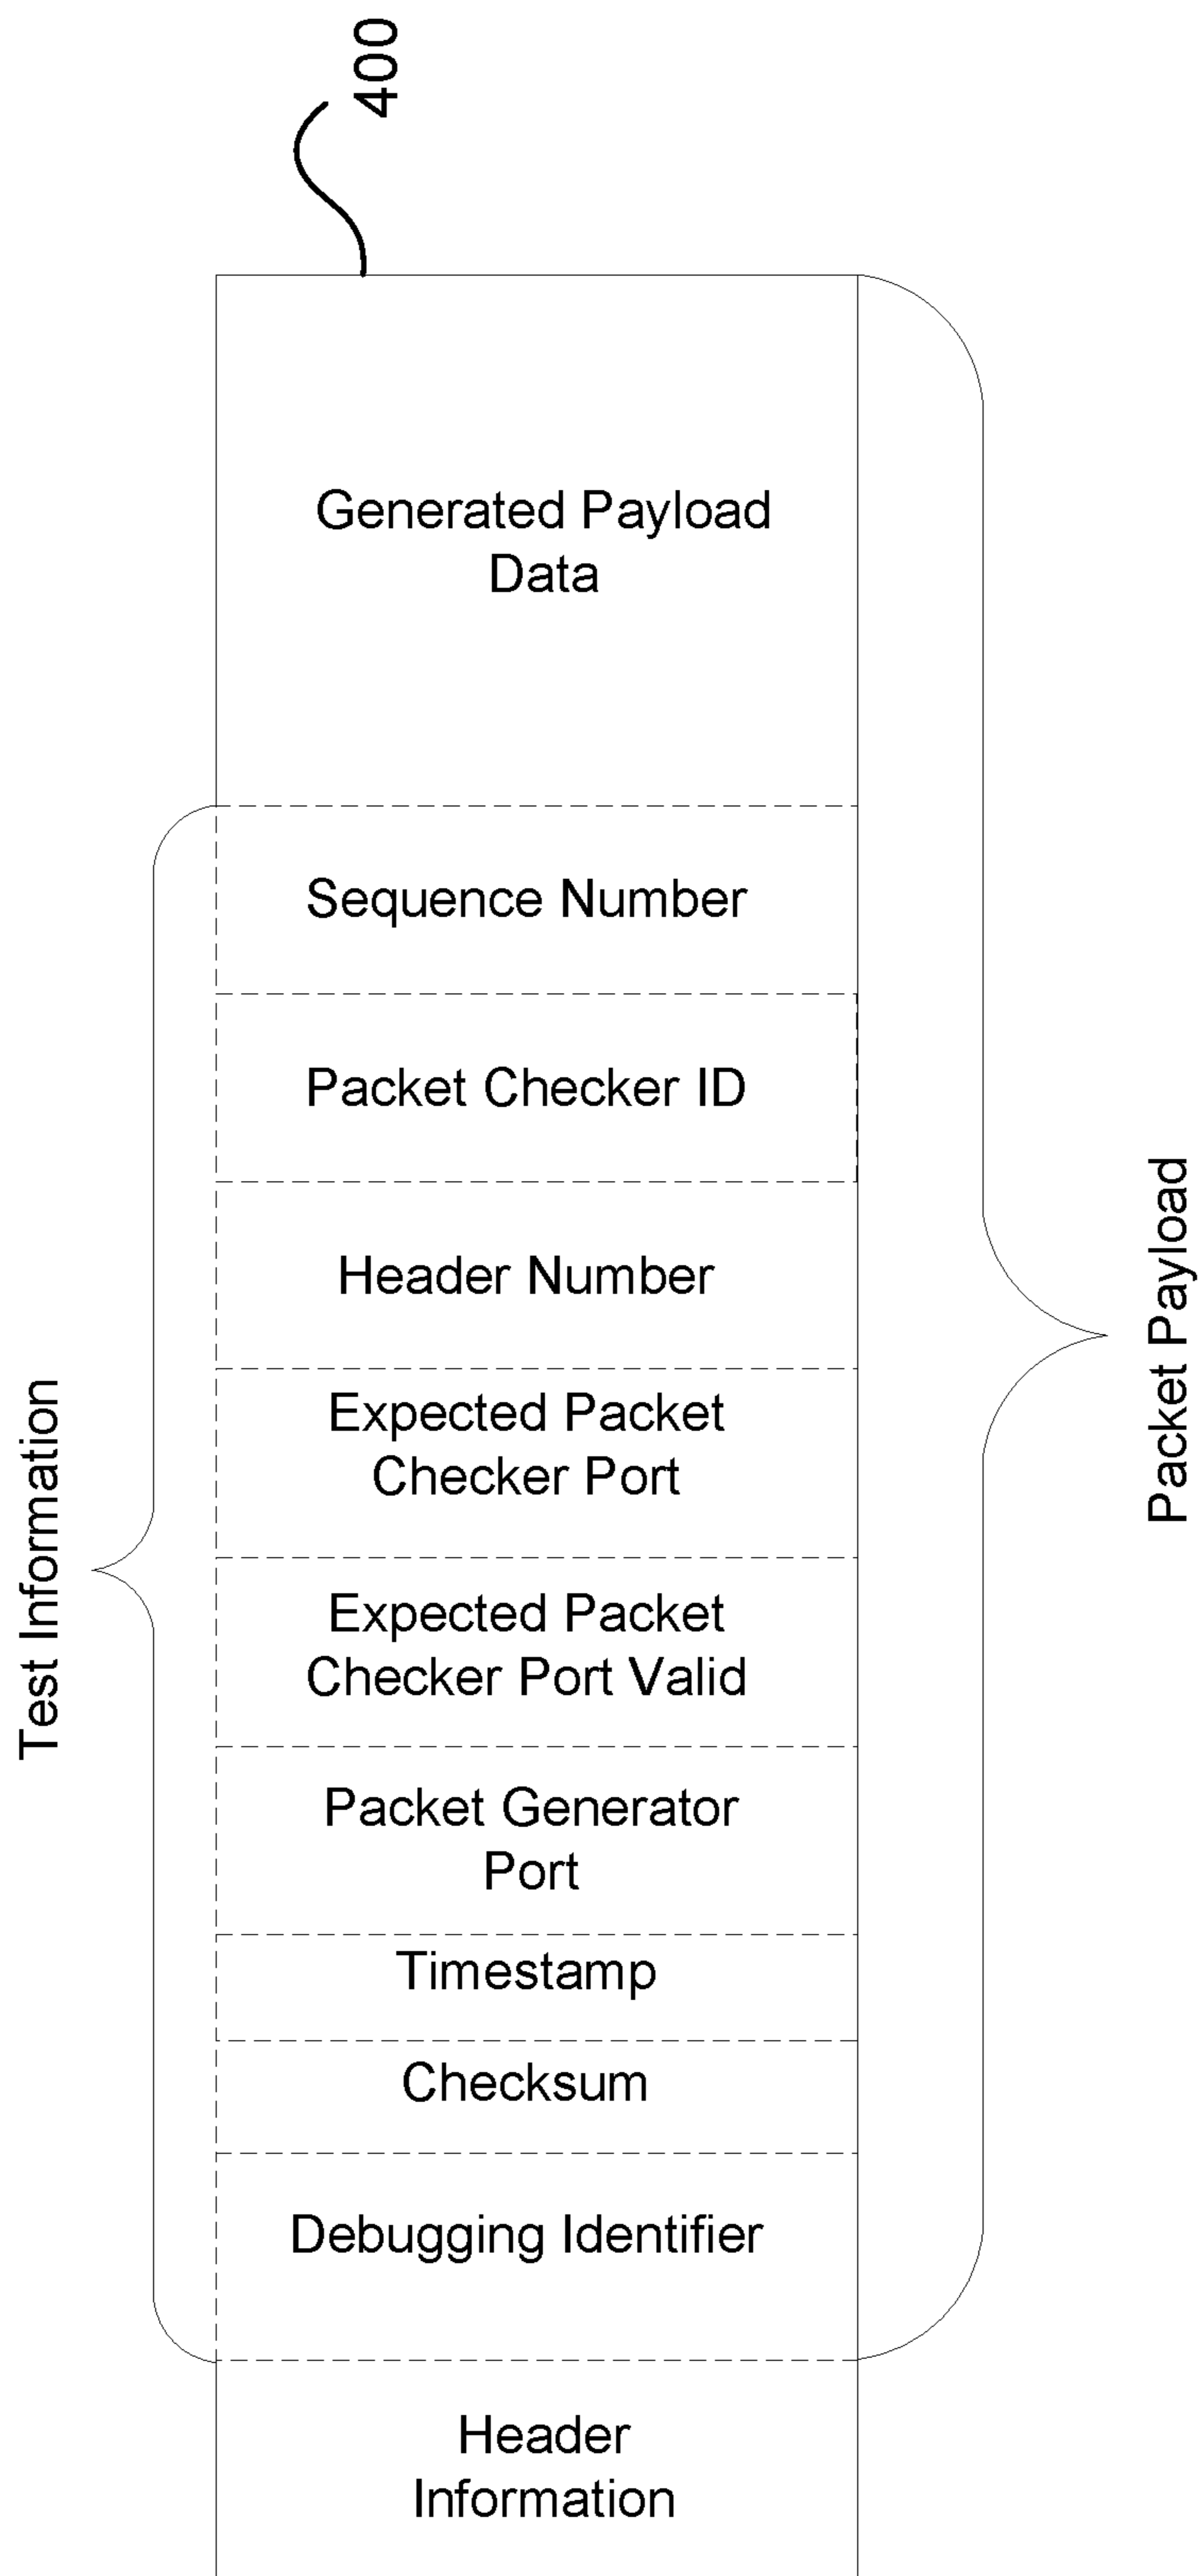 400
Generated Payload
Data
Sequence Number
Packet Checker ID
Header Number
Expected Packet
Checker Port
Expected Packet
Checker Port Valid
Packet Generator
Port
Timestamp
Checksum
Debugging Identifier
Header
Information
Test Information
Packet Payload